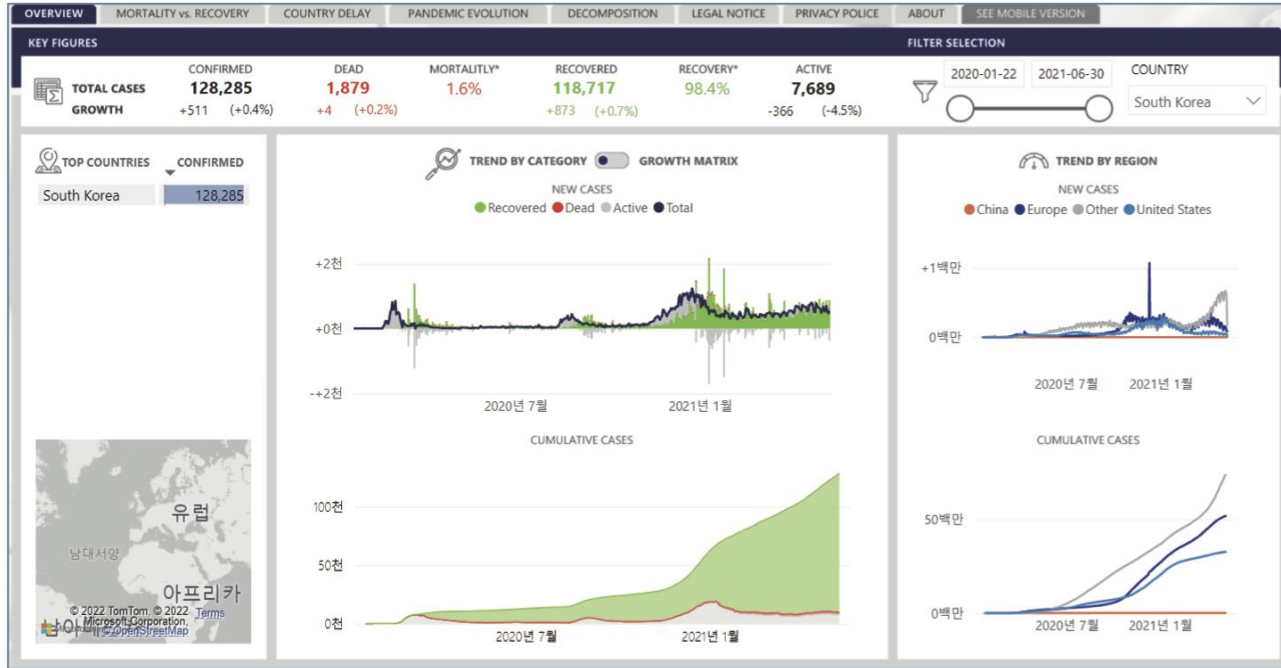 OVERVIEW
MORTALITY vs. RECOVERY
COUNTRY DELAY
PANDEMIC EVOLUTION
DECOMPOSITION
LEGAL NOTICE
PRIVACY POLICE
ABOUT
SEE MOBILE VERSION
KEY FIGURES
FILTER SELECTION
CONFIRMED DEAD MORTALITLY* RECOVERED RECOVERY* ACTIVE
TOTAL CASES 128,285 1,879 1.6% 118,717 98.4% 7,689
GROWTH +511 (+0.4%) +4 (+0.2%) +873 (+0.7%) -366 (-4.5%)
2020-01-22 2021-06-30
COUNTRY
South Korea
TOP COUNTRIES CONFIRMED
South Korea 128,285
유럽
남대서양
아프리카
© 2022 TomTom, © 2022 Terms
Microsoft Corporation,
© OpenStreetMap
TREND BY CATEGORY GROWTH MATRIX
NEW CASES
Recovered Dead Active Total
+2천
+0천
-+2천
2020년 7월 2021년 1월
CUMULATIVE CASES
100천
50천
0천
2020년 7월 2021년 1월
TREND BY REGION
NEW CASES
China Europe Other United States
+1백만
0백만
2020년 7월 2021년 1월
CUMULATIVE CASES
50백만
0백만
2020년 7월 2021년 1월